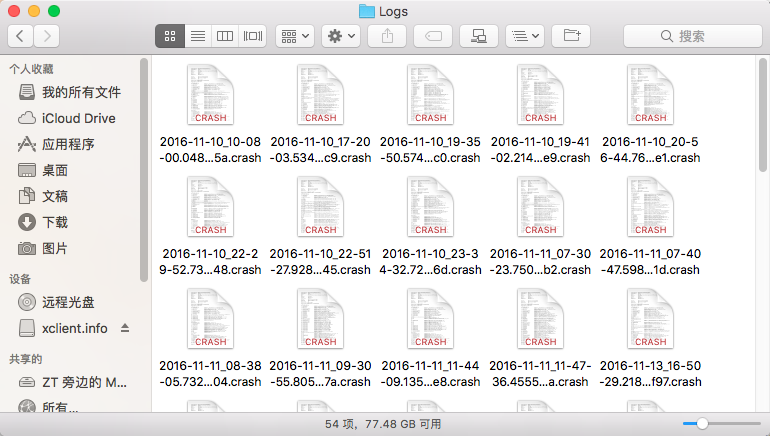 Logs
搜索
个人收藏
我的所有文件
iCloud Drive
应用程序
桌面
文稿
下载
图片
设备
远程光盘
xclient.info
共享的
ZT 旁边的 M...
所有...
CRASH CRASH CRASH CRASH CRASH
2016-11-10_10-08 2016-11-10_17-20 2016-11-10_19-35 2016-11-10_19-41 2016-11-10_20-5
-00.048...5a.crash -03.534...c9.crash -50.574...c0.crash -02.214...e9.crash 6-44.76...e1.crash
CRASH CRASH CRASH CRASH CRASH
2016-11-10_22-2 2016-11-10_22-51 2016-11-10_23-3 2016-11-11_07-30 2016-11-11_07-40
9-52.73...48.crash -27.928...45.crash 4-32.72...6d.crash -23.750...b2.crash -47.598...1d.crash
CRASH CRASH CRASH CRASH CRASH
2016-11-11_08-38 2016-11-11_09-30 2016-11-11_11-44 2016-11-11_11-47- 2016-11-13_16-50
-05.732...04.crash -55.805...7a.crash -09.135...e8.crash 36.4555...a.crash -29.218...f97.crash
54 项，77.48 GB 可用